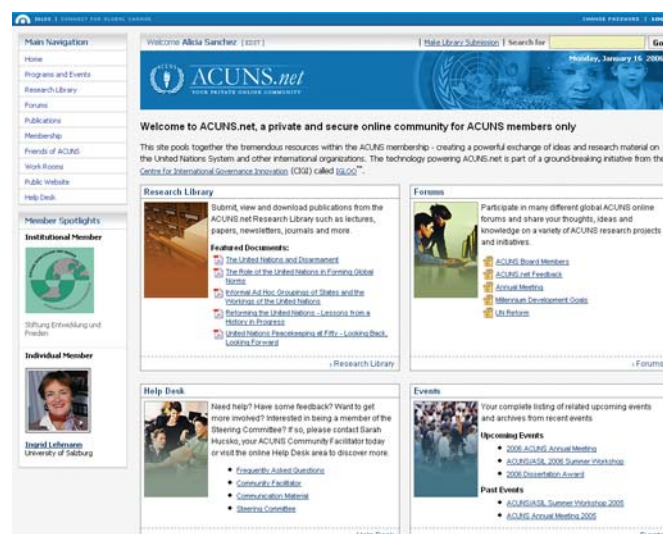 IGLOO | CONNECT FOR GLOBAL CHANGE
CHANGE PASSWORD |
Main Navigation
Home
Programs and Events
Research Library
Forums
Publications
Membership
Friends of ACUNS
Work Rooms
Public Website
Help Desk
Member Spotlights
Institutional Member
Stiftung Entwicklung und
Frieden
Individual Member
Ingrid Lehmann
University of Salzburg
Welcome Alicia Sanchez [EDIT]
| Make Library Submission | Search for
Go
Monday, January 16 2006
ACUNS
ACUNS.net
YOUR PRIVATE ONLINE COMMUNITY
Welcome to ACUNS.net, a private and secure online community for ACUNS members only
This site pools together the tremendous resources within the ACUNS membership - creating a powerful exchange of ideas and research material on
the United Nations System and other international organizations. The technology powering ACUNS.net is part of a ground-breaking initiative from the
Centre for International Governance Innovation (CIGI) called IGLOO™.
Research Library
Submit, view and download publications from the
ACUNS.net Research Library such as lectures,
papers, newsletters, journals and more.
Featured Documents:
The United Nations and Disarmament
The Role of the United Nations in Forming Global
Norms
Informal Ad Hoc Groupings of States and the
Workings of the United Nations
Reforming the United Nations - Lessons from a
History in Progress
United Nations Peacekeeping at Fifty - Looking Back,
Looking Forward
› Research Library
Forums
Participate in many different global ACUNS online
forums and share your thoughts, ideas and
knowledge on a variety of ACUNS research projects
and initiatives.
ACUNS Board Members
ACUNS.net Feedback
Annual Meeting
Millennium Development Goals
UN Reform
› Forums
Help Desk
Need help? Have some feedback? Want to get
more involved? Interested in being a member of the
Steering Committee? If so, please contact Sarah
Hucsko, your ACUNS Community Facilitator today
or visit the online Help Desk area to discover more.
Frequently Asked Questions
Community Facilitator
Communication Material
Steering Committee
Events
Your complete listing of related upcoming events
and archives from recent events.
Upcoming Events
2006 ACUNS Annual Meeting
ACUNS/ASIL 2006 Summer Workshop
2006 Dissertation Award
Past Events
ACUNS/ASIL Summer Workshop 2005
ACUNS Annual Meeting 2005